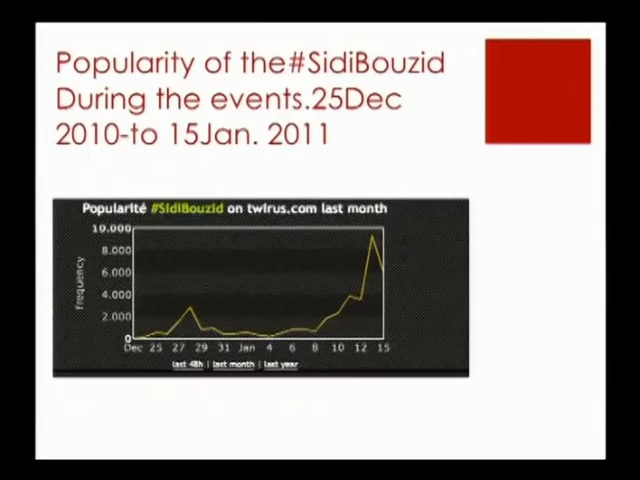 Popularity of the#SidiBouzid
During the events.25Dec
2010-to 15Jan. 2011
Popularité #SidiBouzid on twirus.com last month
10.000
8.000
6.000
4.000
2.000
0
Frequency
Dec 25 27 29 31 Jan 4 6 8 10 12 15
last 48h | last month | last year